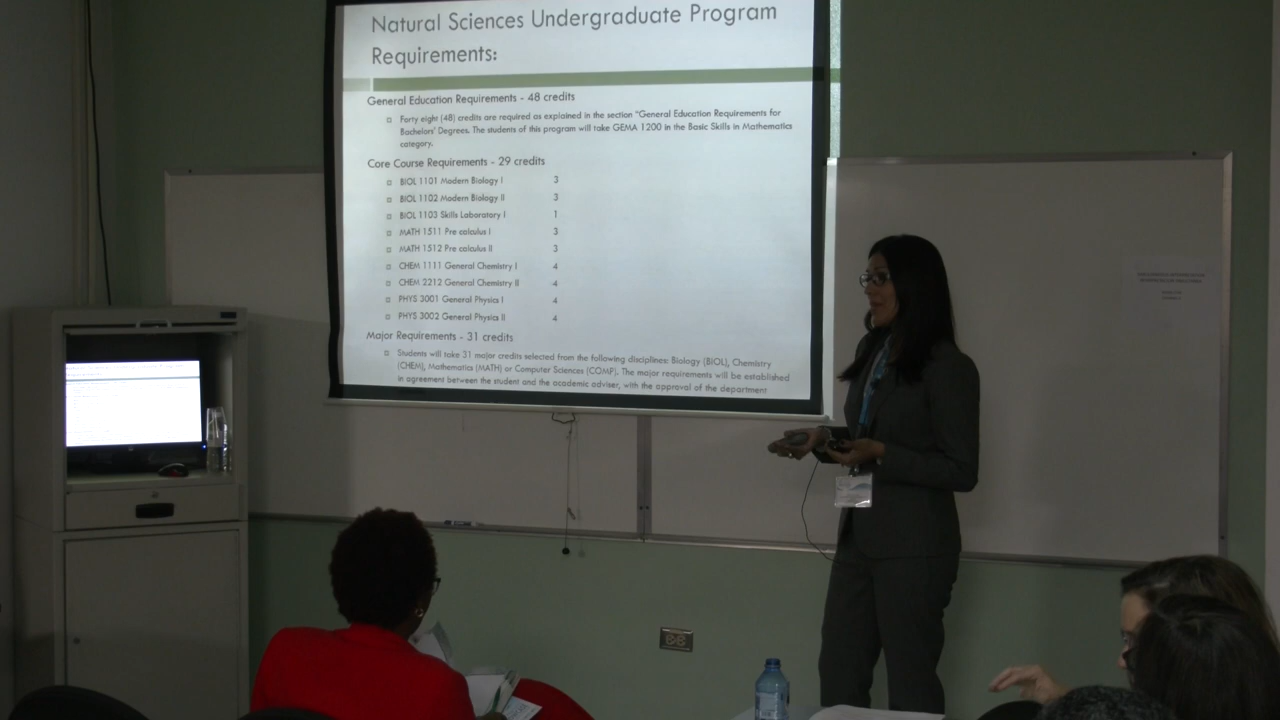 Natural Sciences Undergraduate Program
Requirements:
General Education Requirements - 48 credits
Forty eight (48) credits are required as explained in the section "General Education Requirements for
Bachelors' Degrees. The students of this program will take GEMA 1200 in the Basic Skills in Mathematics
category.
Core Course Requirements - 29 credits
BIOL 1101 Modern Biology I 3
BIOL 1102 Modern Biology II 3
BIOL 1103 Skills Laboratory I 1
MATH 1511 Pre calculus I 3
MATH 1512 Pre calculus II 3
CHEM 1111 General Chemistry I 4
CHEM 2212 General Chemistry II 4
PHYS 3001 General Physics I 4
PHYS 3002 General Physics II 4
Major Requirements - 31 credits
Students will take 31 major credits selected from the following disciplines: Biology (BIOL), Chemistry
(CHEM), Mathematics (MATH) or Computer Sciences (COMP). The major requirements will be established
in agreement between the student and the academic adviser, with the approval of the department